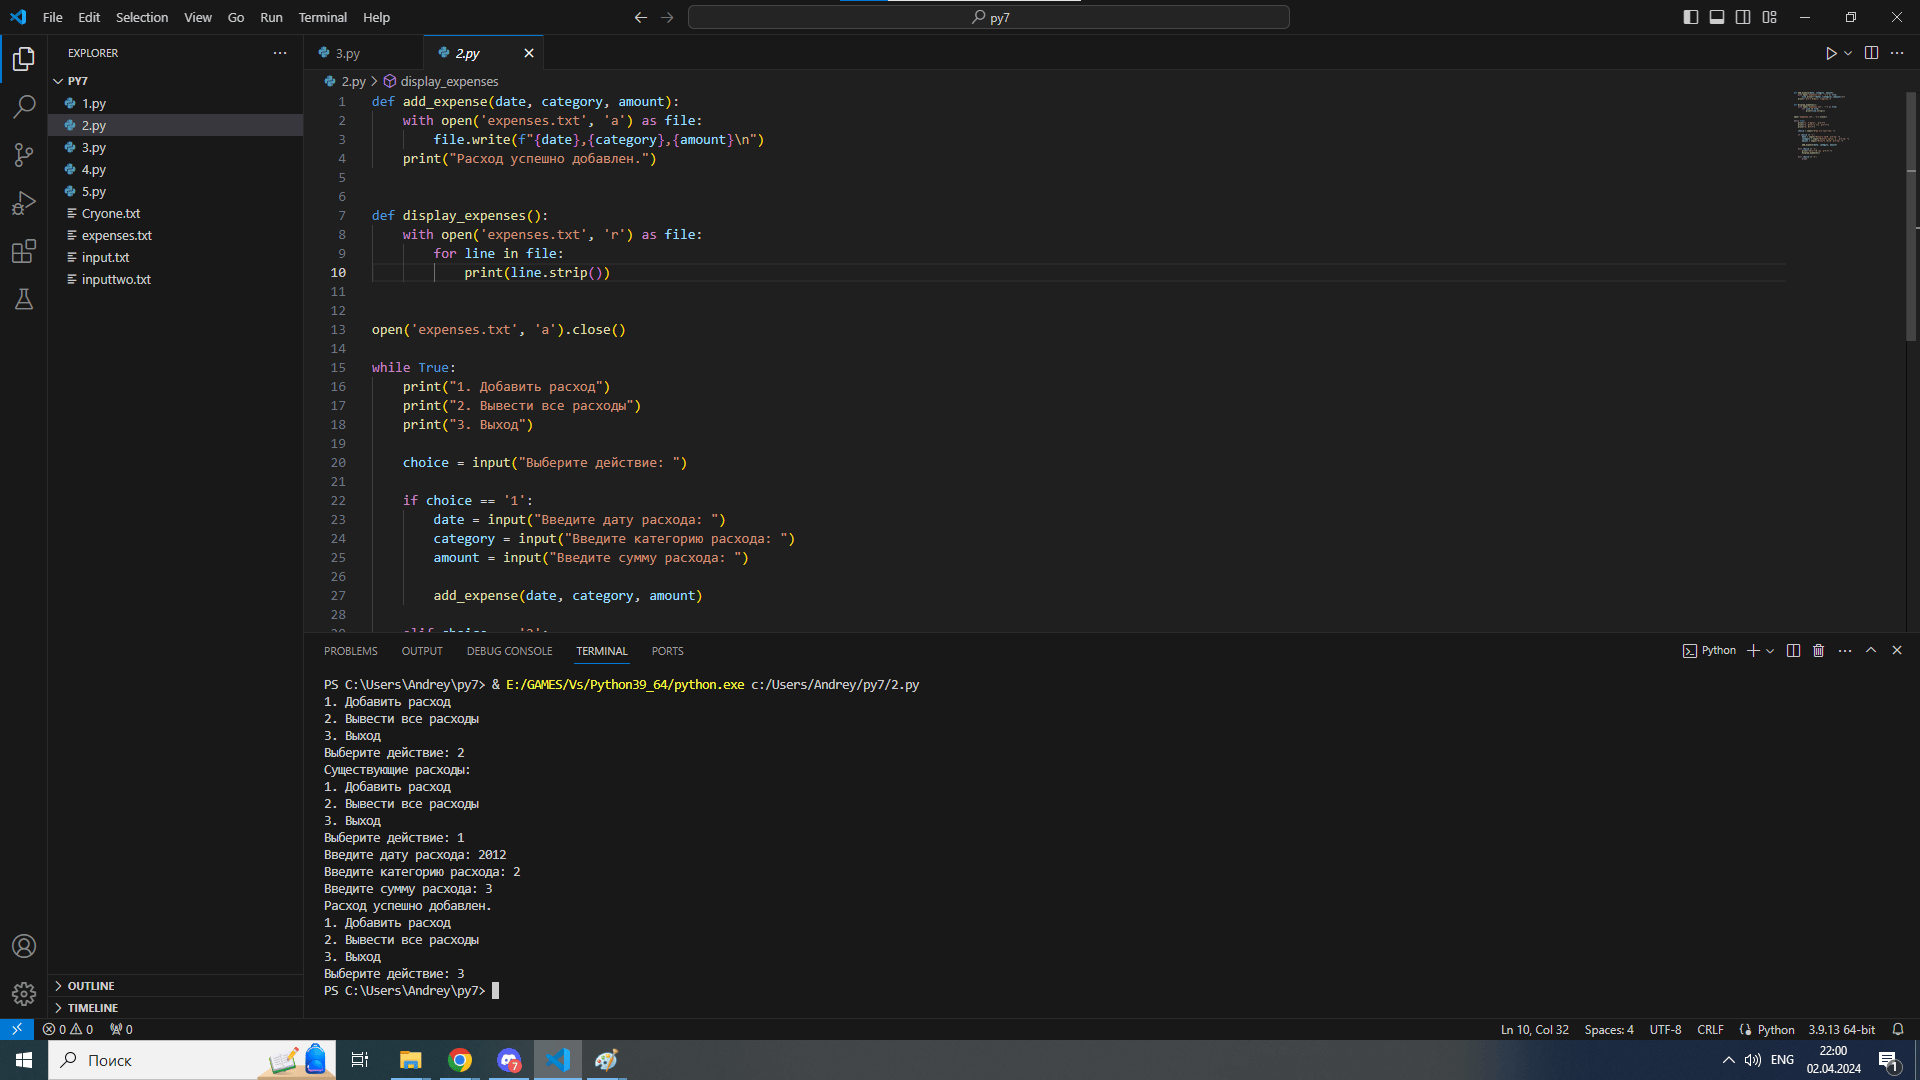 File Edit Selection View Go Run Terminal Help
py7
EXPLORER
PY7
1.py
2.py
3.py
4.py
5.py
Cryone.txt
expenses.txt
input.txt
inputtwo.txt
OUTLINE
TIMELINE
3.py
2.py
2.py > display_expenses
1 def add_expense(date, category, amount):
2     with open('expenses.txt', 'a') as file:
3         file.write(f"{date},{category},{amount}\n")
4     print("Расход успешно добавлен.")
5
6
7 def display_expenses():
8     with open('expenses.txt', 'r') as file:
9         for line in file:
10             print(line.strip())
11
12
13 open('expenses.txt', 'a').close()
14
15 while True:
16     print("1. Добавить расход")
17     print("2. Вывести все расходы")
18     print("3. Выход")
19
20     choice = input("Выберите действие: ")
21
22     if choice == '1':
23         date = input("Введите дату расхода: ")
24         category = input("Введите категорию расхода: ")
25         amount = input("Введите сумму расхода: ")
26
27         add_expense(date, category, amount)
28
PROBLEMS OUTPUT DEBUG CONSOLE TERMINAL PORTS
Python
PS C:\Users\Andrey\py7> & E:/GAMES/Vs/Python39_64/python.exe c:/Users/Andrey/py7/2.py
1. Добавить расход
2. Вывести все расходы
3. Выход
Выберите действие: 2
Существующие расходы:
1. Добавить расход
2. Вывести все расходы
3. Выход
Выберите действие: 1
Введите дату расхода: 2012
Введите категорию расхода: 2
Введите сумму расхода: 3
Расход успешно добавлен.
1. Добавить расход
2. Вывести все расходы
3. Выход
Выберите действие: 3
PS C:\Users\Andrey\py7>
0 0 0
Ln 10, Col 32 Spaces: 4 UTF-8 CRLF Python 3.9.13 64-bit
Поиск
7
ENG
22:00
02.04.2024
1